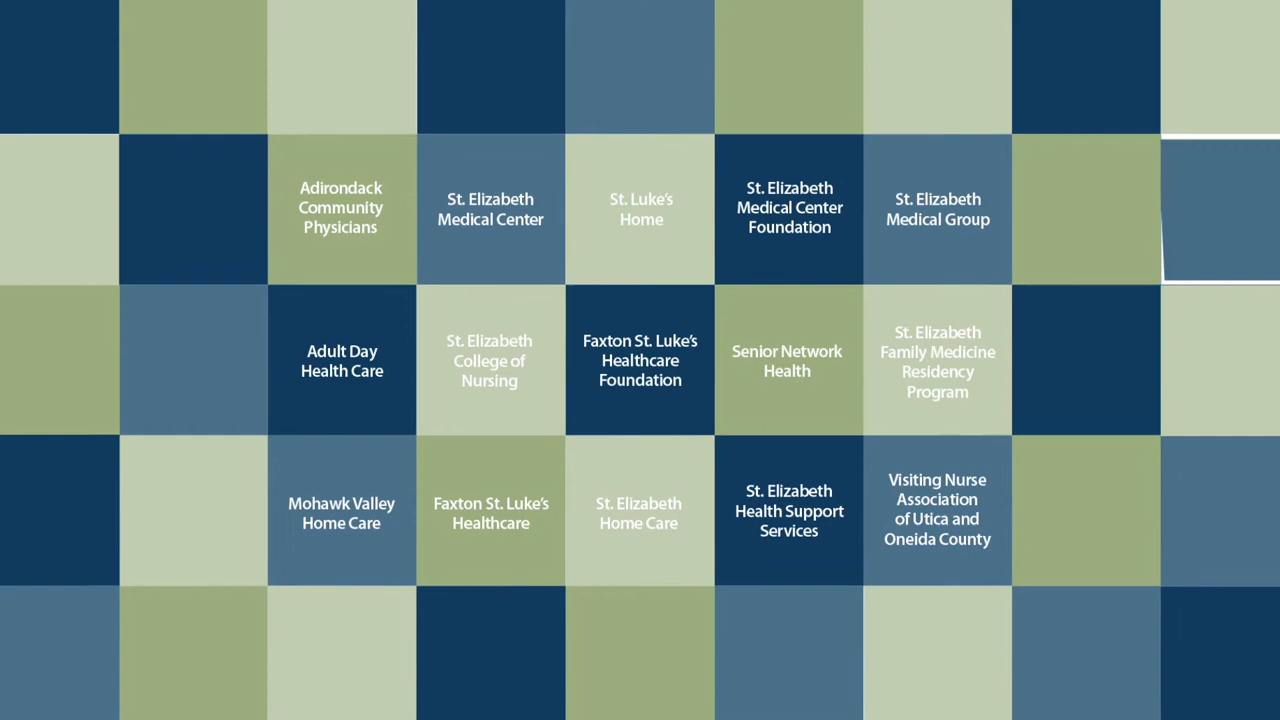 Adirondack
Community
Physicians
St. Elizabeth
Medical Center
St. Luke's
Home
St. Elizabeth
Medical Center
Foundation
St. Elizabeth
Medical Group
Adult Day
Health Care
St. Elizabeth
College of
Nursing
Faxton St. Luke's
Healthcare
Foundation
Senior Network
Health
St. Elizabeth
Family Medicine
Residency
Program
Mohawk Valley
Home Care
Faxton St. Luke's
Healthcare
St. Elizabeth
Home Care
St. Elizabeth
Health Support
Services
Visiting Nurse
Association
of Utica and
Oneida County